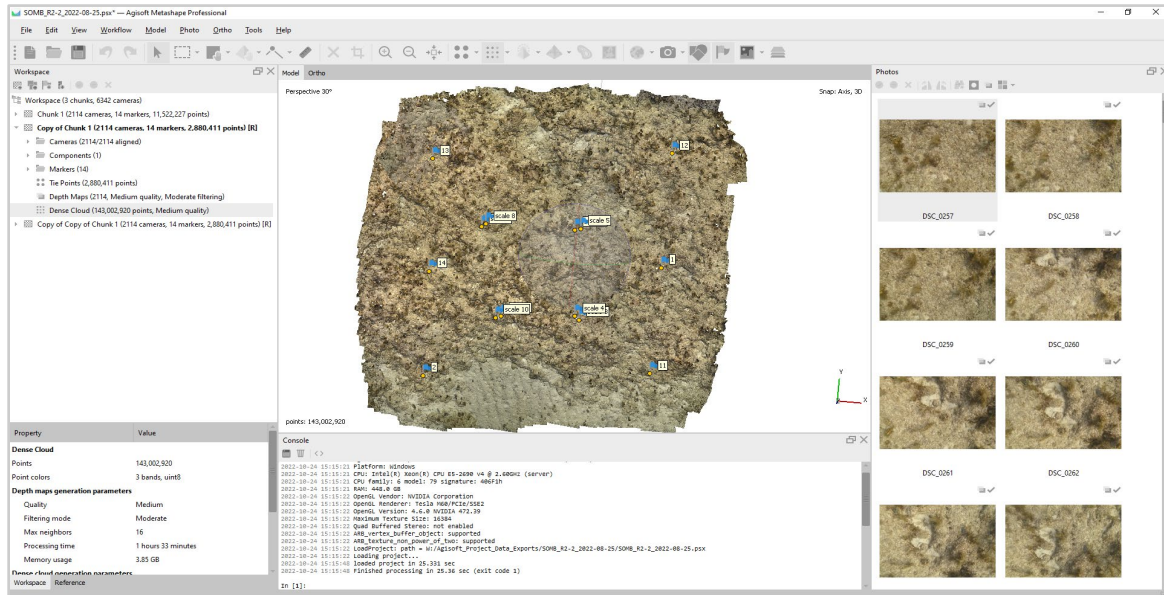 SOMB_R2-2_2022-08-25.psx* — Agisoft Metashape Professional
File Edit View Workflow Model Photo Ortho Tools Help
Workspace
Workspace (3 chunks, 6342 cameras)
Chunk 1 (2114 cameras, 14 markers, 11,522,227 points)
Copy of Chunk 1 (2114 cameras, 14 markers, 2,880,411 points) [R]
Cameras (2114/2114 aligned)
Components (1)
Markers (14)
Tie Points (2,880,411 points)
Depth Maps (2114, Medium quality, Moderate filtering)
Dense Cloud (143,002,920 points, Medium quality)
Copy of Copy of Chunk 1 (2114 cameras, 14 markers, 2,880,411 points) [R]
Property Value
Dense Cloud
Points 143,002,920
Point colors 3 bands, uint8
Depth maps generation parameters
Quality Medium
Filtering mode Moderate
Max neighbors 16
Processing time 1 hours 33 minutes
Memory usage 3.85 GB
Dense cloud generation parameters
Workspace Reference
Model Ortho
Perspective 30°
Snap: Axis, 3D
13
12
scale 8
scale 5
14
1
scale 10
scale 4
2
11
Y
X
points: 143,002,920
Console
2022-10-24 15:15:21 Platform: Windows
2022-10-24 15:15:21 CPU: Intel(R) Xeon(R) CPU E5-2690 v4 @ 2.60GHz (server)
2022-10-24 15:15:21 CPU family: 6 model: 79 signature: 406F1h
2022-10-24 15:15:21 RAM: 448.0 GB
2022-10-24 15:15:22 OpenGL Vendor: NVIDIA Corporation
2022-10-24 15:15:22 OpenGL Renderer: Tesla M60/PCIe/SSE2
2022-10-24 15:15:22 OpenGL Version: 4.6.0 NVIDIA 472.39
2022-10-24 15:15:22 Maximum Texture Size: 16384
2022-10-24 15:15:22 Quad Buffered Stereo: not enabled
2022-10-24 15:15:22 ARB_vertex_buffer_object: supported
2022-10-24 15:15:22 ARB_texture_non_power_of_two: supported
2022-10-24 15:15:22 LoadProject: path = W:/Agisoft_Project_Data_Exports/SOMB_R2-2_2022-08-25/SOMB_R2-2_2022-08-25.psx
2022-10-24 15:15:22 Loading project...
2022-10-24 15:15:48 loaded project in 25.331 sec
2022-10-24 15:15:48 Finished processing in 25.36 sec (exit code 1)
In [1]:
Photos
DSC_0257 DSC_0258
DSC_0259 DSC_0260
DSC_0261 DSC_0262